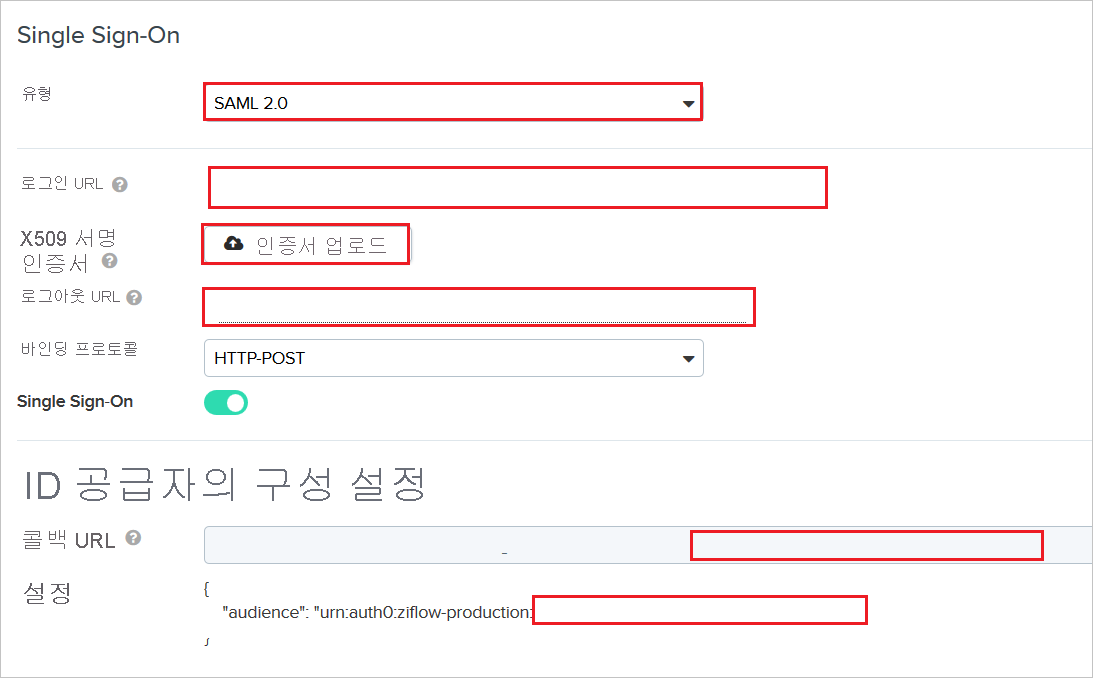 Single Sign-On
유형
SAML 2.0
로그인 URL ?
X509 서명
인증서 ?
인증서 업로드
로그아웃 URL ?
바인딩 프로토콜
HTTP-POST
Single Sign-On
ID 공급자의 구성 설정
콜백 URL ?
_
설정
{
"audience": "urn:auth0:ziflow-production:
}